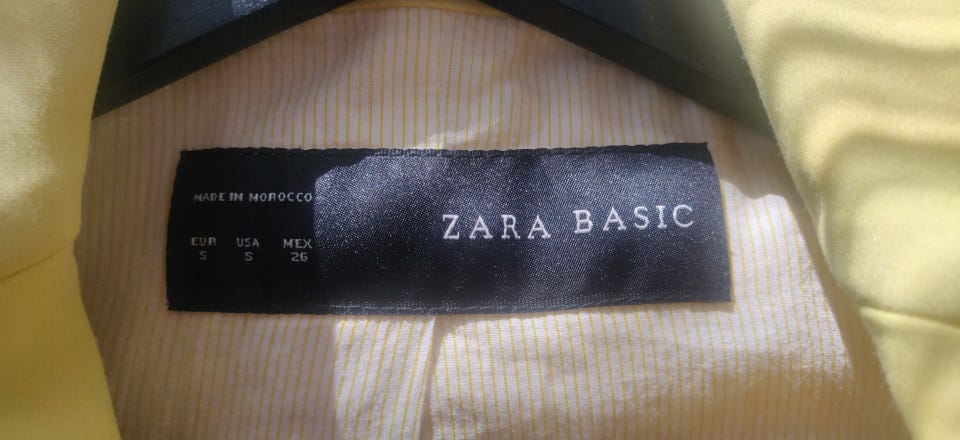 MADE IN MOROCCO
EUR USA MEX
S S 26
ZARA BASIC